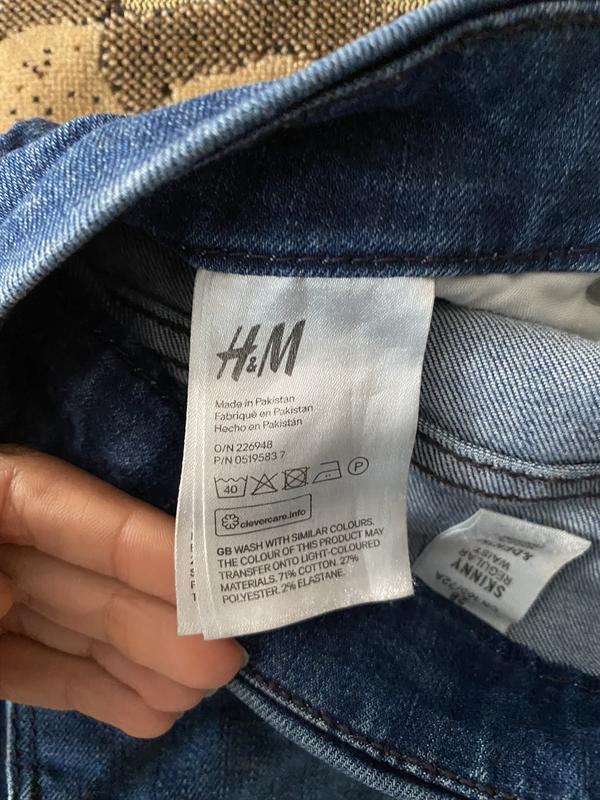 H&M
Made in Pakistan
Fabriqué en Pakistan
Hecho en Pakistán
O/N 226948
P/N 0519583 7
40
P
clevercare.info
GB WASH WITH SIMILAR COLOURS.
THE COLOUR OF THIS PRODUCT MAY
TRANSFER ONTO LIGHT-COLOURED
MATERIALS. 71% COTTON. 27%
POLYESTER. 2% ELASTANE.
SKINNY
REGULAR
WAIST